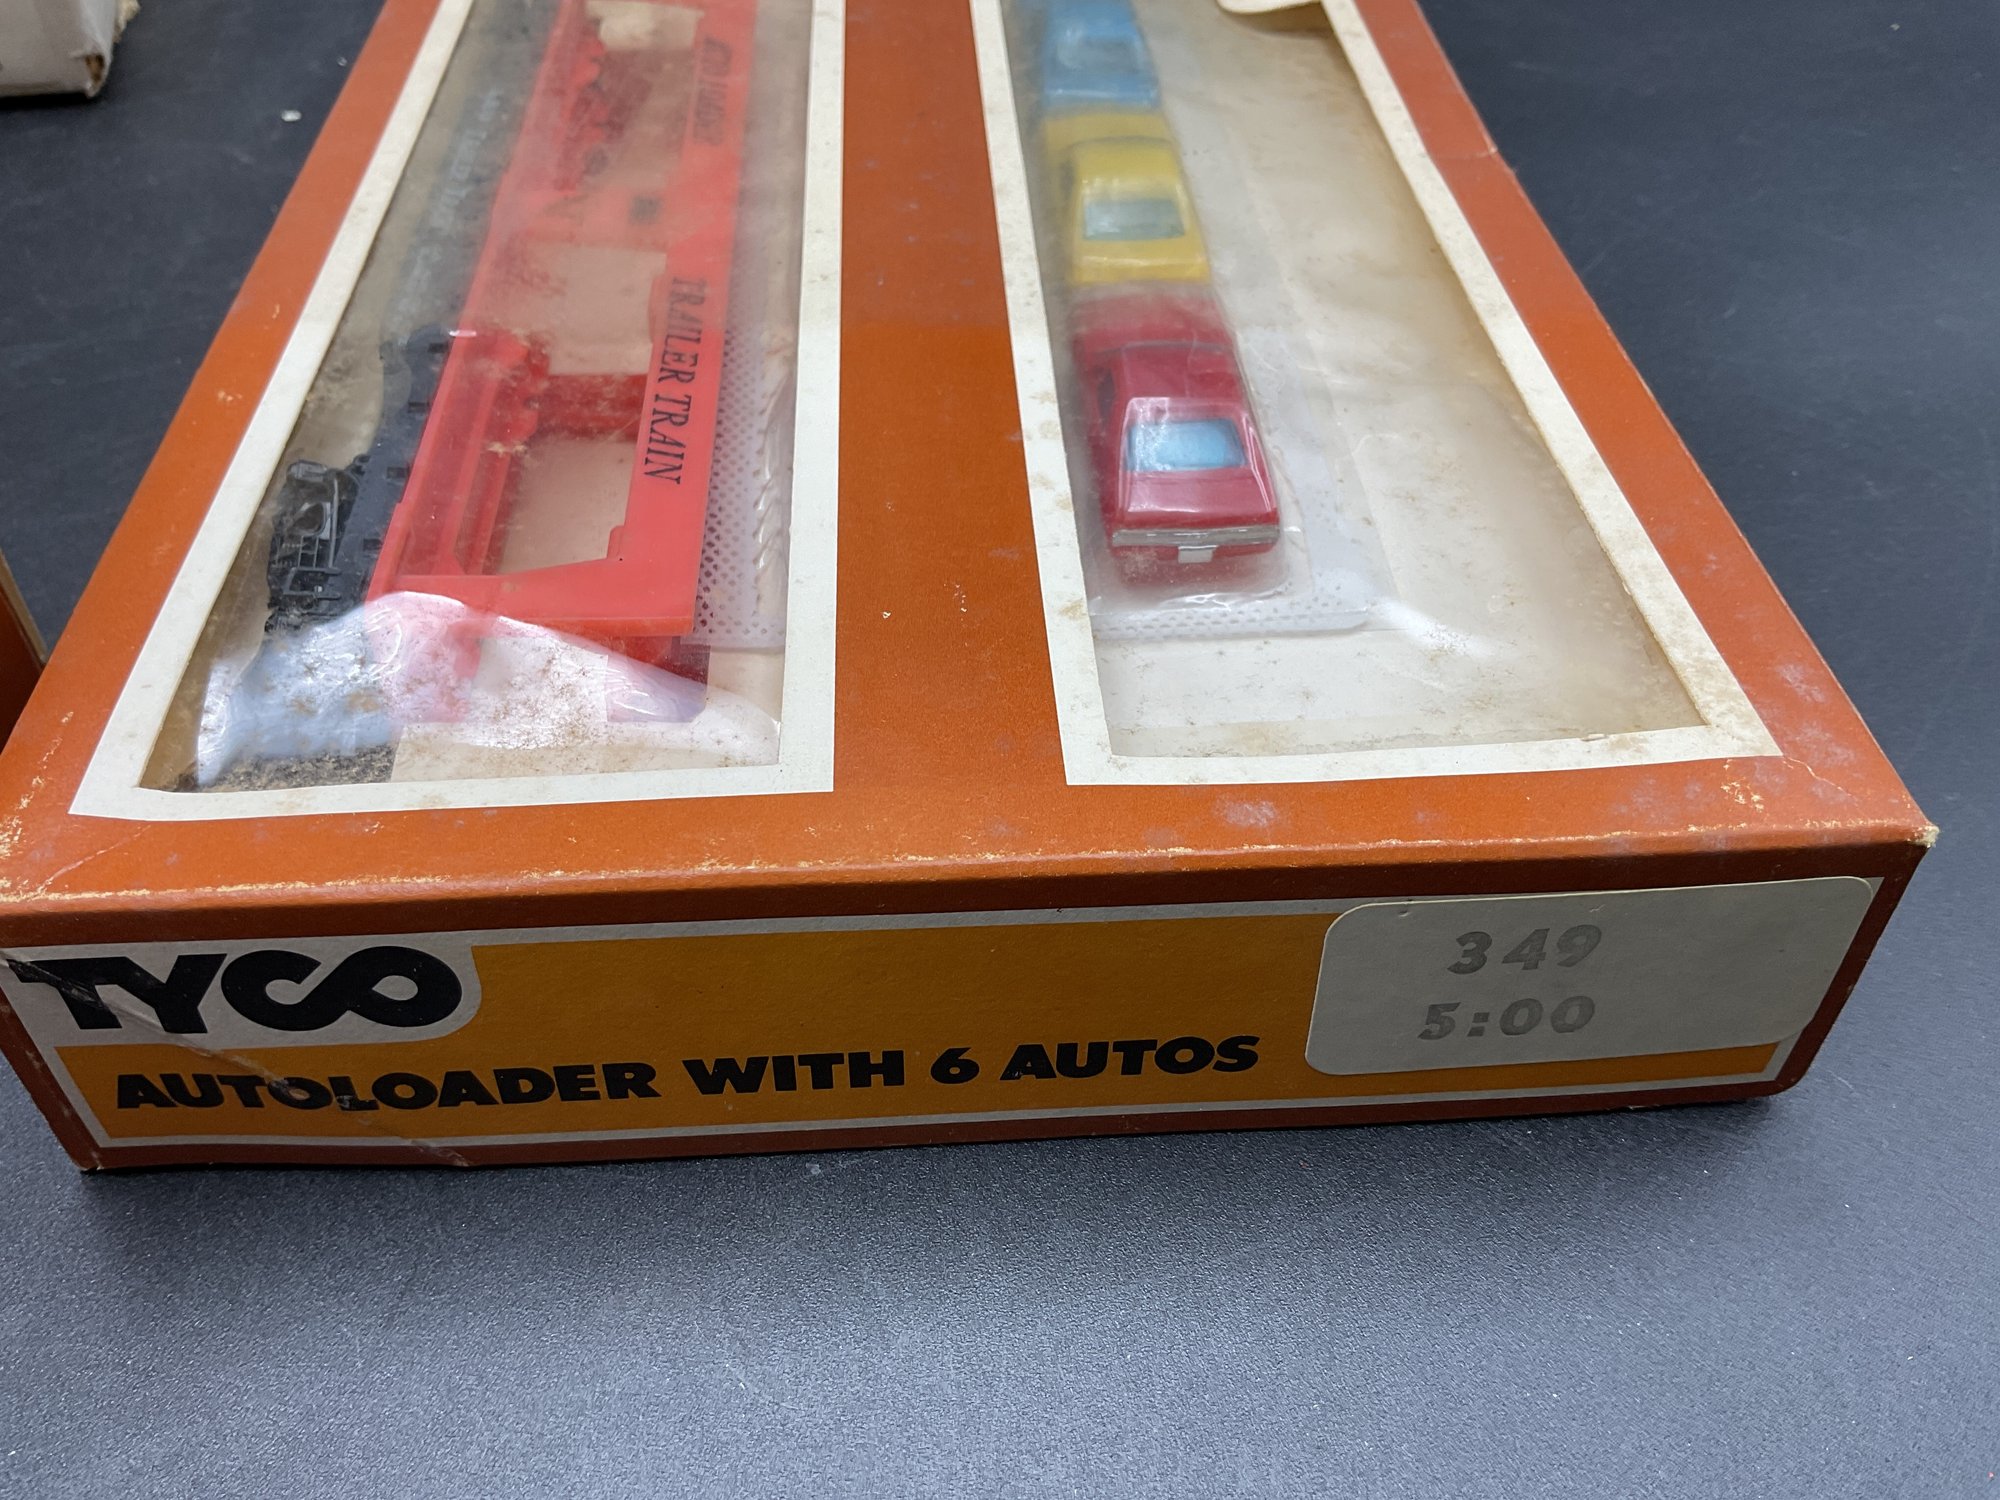 TRAILER TRAIN
TYCO
AUTOLOADER WITH 6 AUTOS
349
5:00